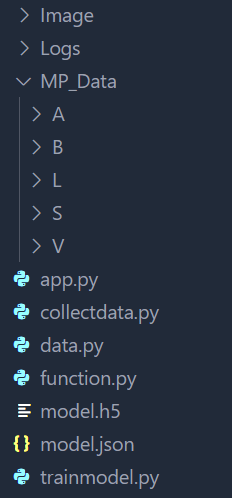 Image
Logs
MP_Data
A
B
L
S
V
app.py
collectdata.py
data.py
function.py
model.h5
model.json
trainmodel.py